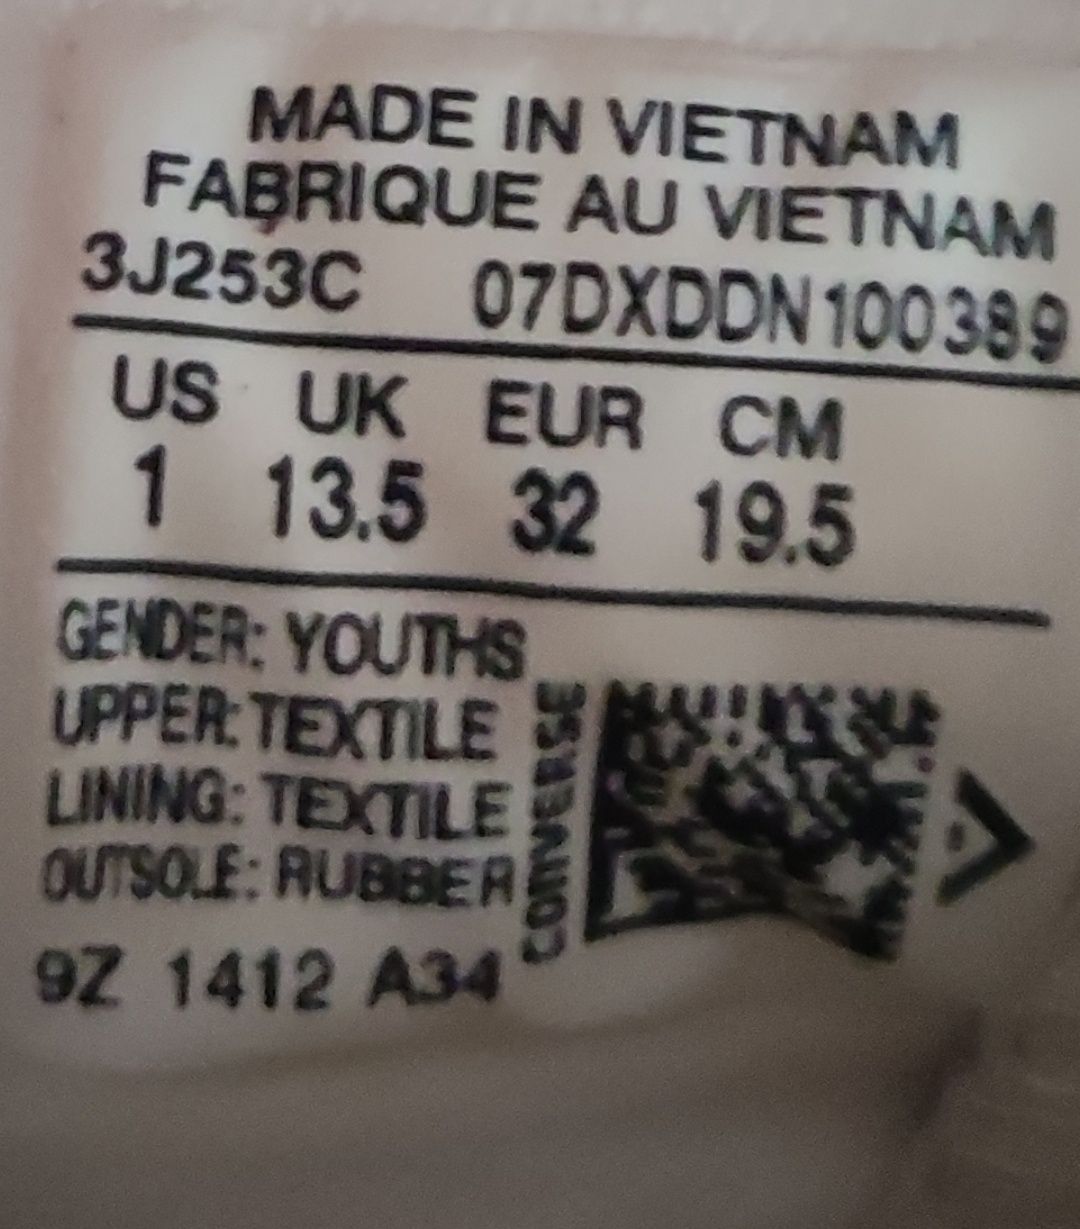 MADE IN VIETNAM
FABRIQUE AU VIETNAM
3J253C 07DXDDN100389
US UK EUR CM
1 13.5 32 19.5
GENDER: YOUTHS
UPPER: TEXTILE
LINING: TEXTILE
OUTSOLE: RUBBER
9Z 1412 A34
CONVERSE